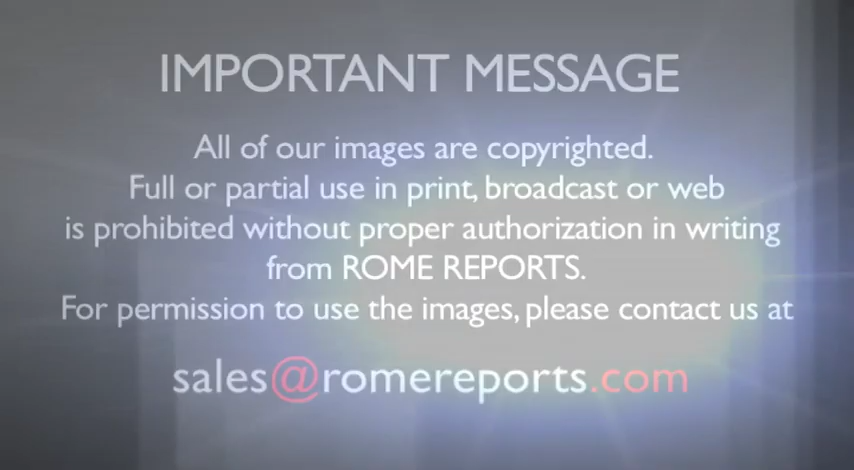 IMPORTANT MESSAGE
All of our images are copyrighted.
Full or partial use in print, broadcast or web
is prohibited without proper authorization in writing
from ROME REPORTS.
For permission to use the images, please contact us at
sales@romereports.com